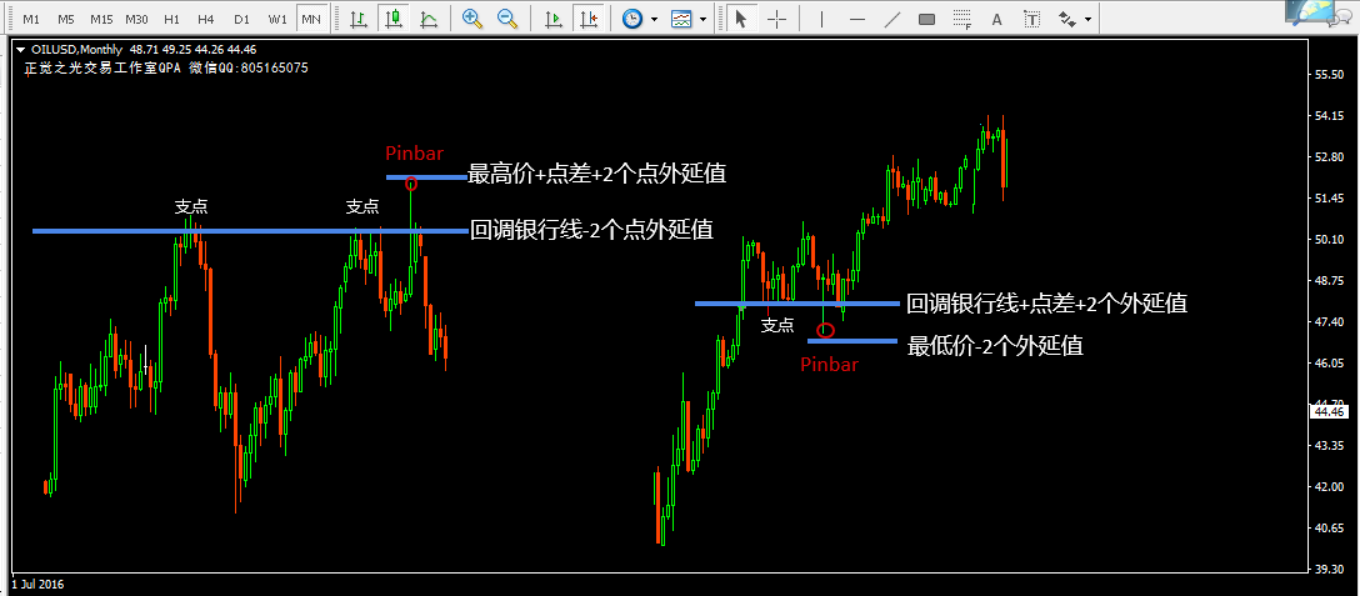 M1 M5 M15 M30 H1 H4 D1 W1 MN F A T
OILUSD,Monthly 48.71 49.25 44.26 44.46
正觉之光交易工作室QPA 微信QQ:805165075
55.50
54.15
52.80
51.45
50.10
48.75
47.40
46.05
44.70
44.46
43.35
42.00
40.65
39.30
Pinbar
最高价+点差+2个点外延值
支点
支点
回调银行线-2个点外延值
回调银行线+点差+2个外延值
支点
最低价-2个外延值
Pinbar
1 Jul 2016